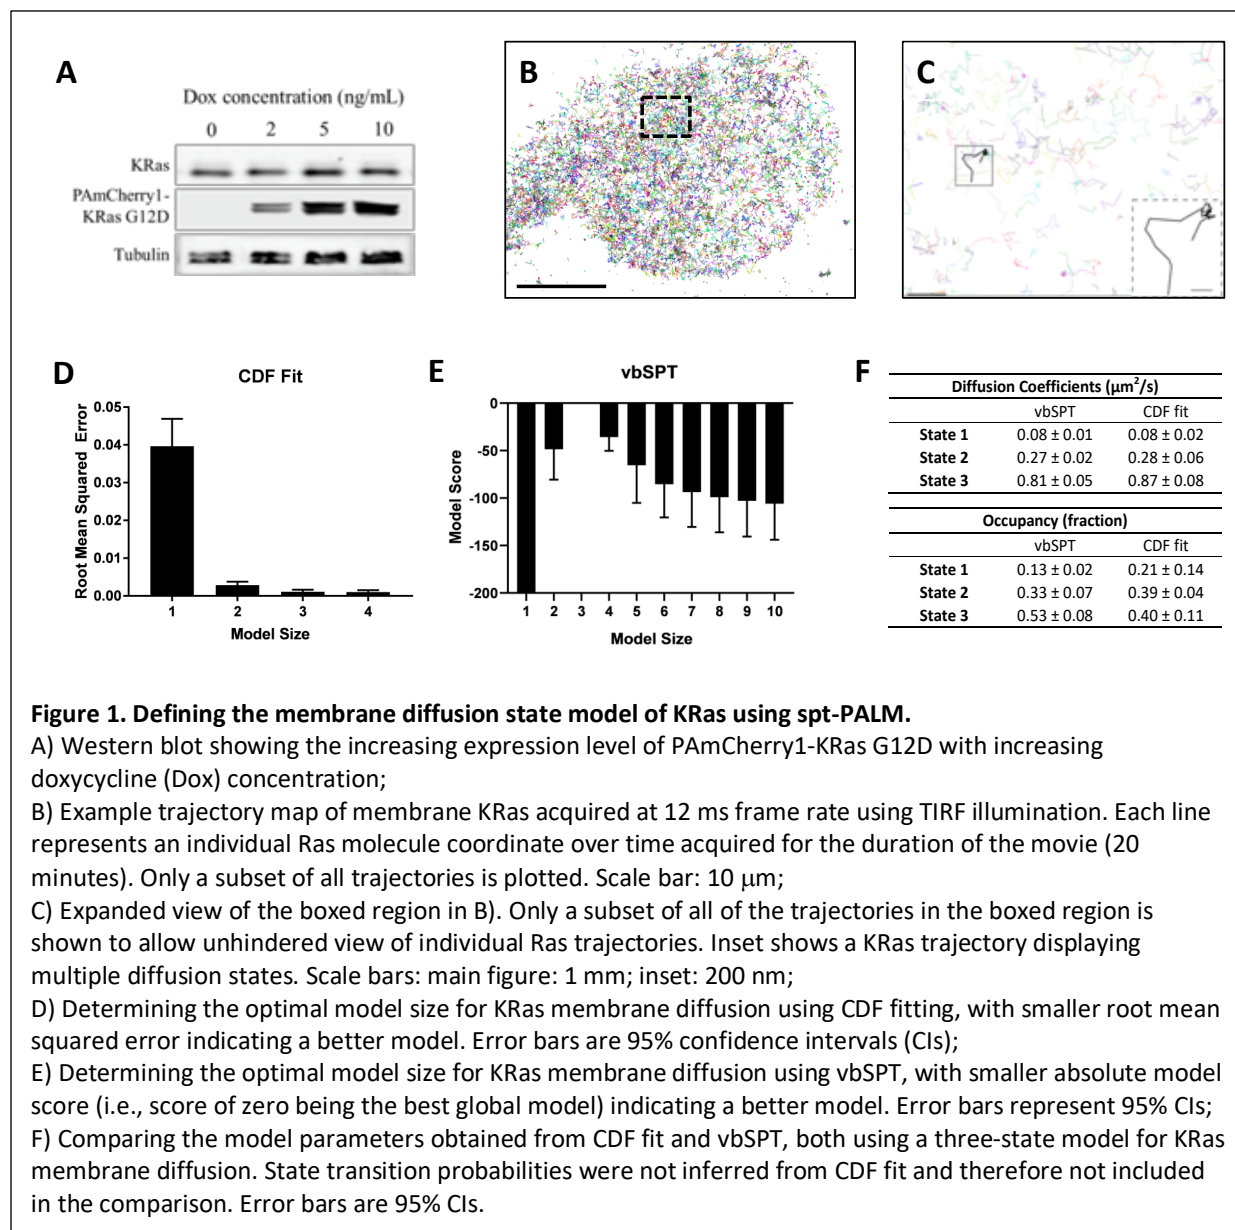 A
Dox concentration (ng/mL)
0 2 5 10
KRas
PAmCherry1-
KRas G12D
Tubulin
B
C
D
CDF Fit
Root Mean Squared Error
0.05
0.04
0.03
0.02
0.01
0.00
1 2 3 4
Model Size
E
vbSPT
Model Score
0
-50
-100
-150
-200
1 2 3 4 5 6 7 8 9 10
Model Size
F
Diffusion Coefficients (μm²/s)
vbSPT CDF fit
State 1 0.08 ± 0.01 0.08 ± 0.02
State 2 0.27 ± 0.02 0.28 ± 0.06
State 3 0.81 ± 0.05 0.87 ± 0.08
Occupancy (fraction)
vbSPT CDF fit
State 1 0.13 ± 0.02 0.21 ± 0.14
State 2 0.33 ± 0.07 0.39 ± 0.04
State 3 0.53 ± 0.08 0.40 ± 0.11
Figure 1. Defining the membrane diffusion state model of KRas using spt-PALM.
A) Western blot showing the increasing expression level of PAmCherry1-KRas G12D with increasing
doxycycline (Dox) concentration;
B) Example trajectory map of membrane KRas acquired at 12 ms frame rate using TIRF illumination. Each line
represents an individual Ras molecule coordinate over time acquired for the duration of the movie (20
minutes). Only a subset of all trajectories is plotted. Scale bar: 10 μm;
C) Expanded view of the boxed region in B). Only a subset of all of the trajectories in the boxed region is
shown to allow unhindered view of individual Ras trajectories. Inset shows a KRas trajectory displaying
multiple diffusion states. Scale bars: main figure: 1 mm; inset: 200 nm;
D) Determining the optimal model size for KRas membrane diffusion using CDF fitting, with smaller root mean
squared error indicating a better model. Error bars are 95% confidence intervals (CIs);
E) Determining the optimal model size for KRas membrane diffusion using vbSPT, with smaller absolute model
score (i.e., score of zero being the best global model) indicating a better model. Error bars represent 95% CIs;
F) Comparing the model parameters obtained from CDF fit and vbSPT, both using a three-state model for KRas
membrane diffusion. State transition probabilities were not inferred from CDF fit and therefore not included
in the comparison. Error bars are 95% CIs.